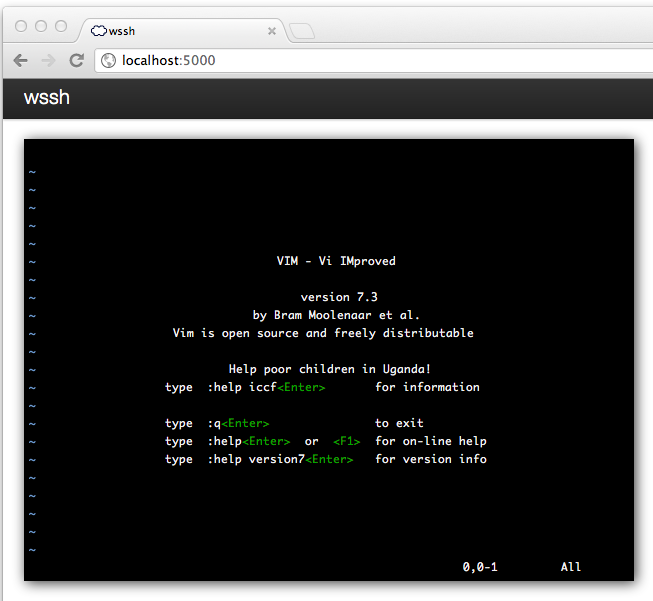 wssh
localhost:5000
wssh
~
~
~
~
~
~ VIM - Vi IMproved
~
~ version 7.3
~ by Bram Moolenaar et al.
~ Vim is open source and freely distributable
~
~ Help poor children in Uganda!
~ type :help iccf<Enter> for information
~
~ type :q<Enter> to exit
~ type :help<Enter> or <F1> for on-line help
~ type :help version7<Enter> for version info
~
~
~
~
~
0,0-1 All